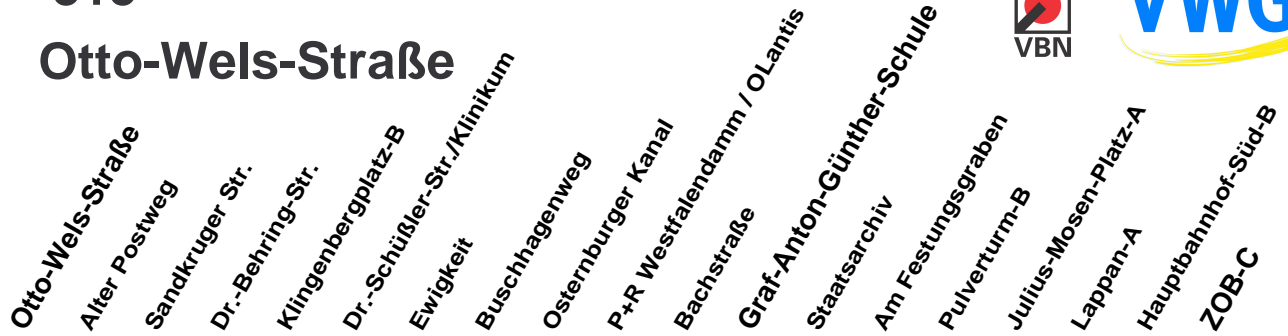 Otto-Wels-Straße
VBN
VWG
Otto-Wels-Straße
Alter Postweg
Sandkruger Str.
Dr.-Behring-Str.
Klingenbergplatz-B
Dr.-Schüßler-Str./Klinikum
Ewigkeit
Buschhagenweg
Osternburger Kanal
P+R Westfalendamm / OLantis
Bachstraße
Graf-Anton-Günther-Schule
Staatsarchiv
Am Festungsgraben
Pulverturm-B
Julius-Mosen-Platz-A
Lappan-A
Hauptbahnhof-Süd-B
ZOB-C